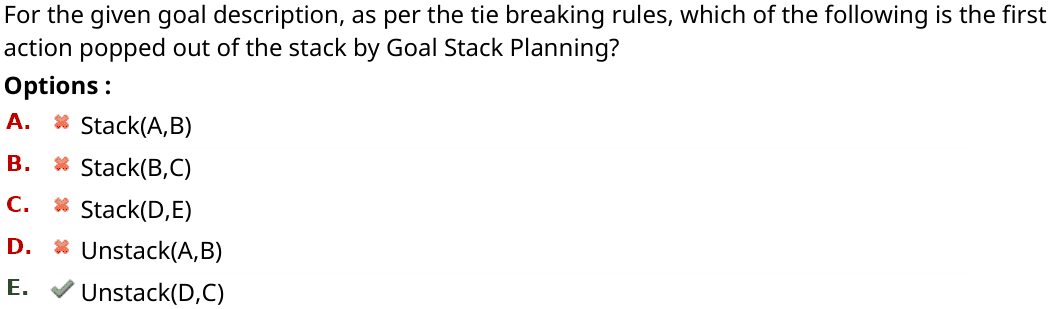 For the given goal description, as per the tie breaking rules, which of the following is the first
action popped out of the stack by Goal Stack Planning?
Options :
A. Stack(A,B)
B. Stack(B,C)
C. Stack(D,E)
D. Unstack(A,B)
E. Unstack(D,C)